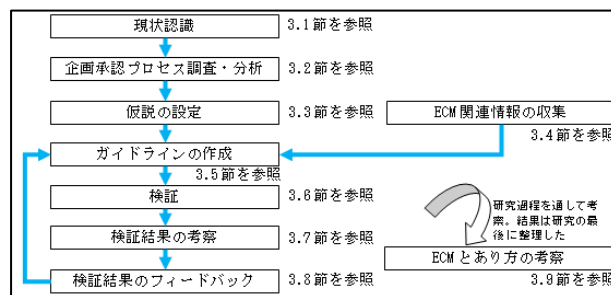 現状認識 3.1節を参照
企画承認プロセス調査・分析 3.2節を参照
仮説の設定 3.3節を参照
ECM関連情報の収集
3.4節を参照
ガイドラインの作成
3.5節を参照
検証 3.6節を参照
研究過程を通して考
察。結果は研究の最
後に整理した
検証結果の考察 3.7節を参照
ECMとあり方の考察
検証結果のフィードバック 3.8節を参照
3.9節を参照